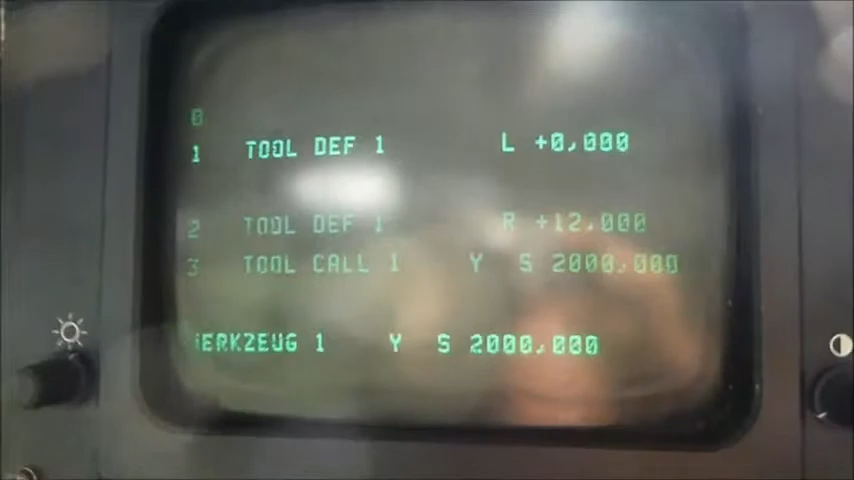 0
1 TOOL DEF 1 L +0,000
2 TOOL DEF 1 R +12,000
3 TOOL CALL 1 Y S 2000,000
WERKZEUG 1 Y S 2000,000